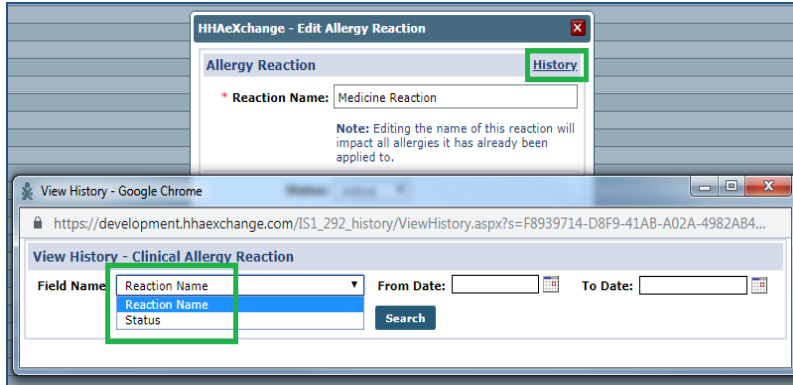 HHAeXchange - Edit Allergy Reaction X
Allergy Reaction History
* Reaction Name: Medicine Reaction
Note: Editing the name of this reaction will
impact all allergies it has already been
applied to.
View History - Google Chrome
https://development.hhaexchange.com/IS1_292_history/ViewHistory.aspx?s=F8939714-D8F9-41AB-A02A-4982AB4...
View History - Clinical Allergy Reaction
Field Name: Reaction Name From Date: To Date:
Reaction Name
Status Search